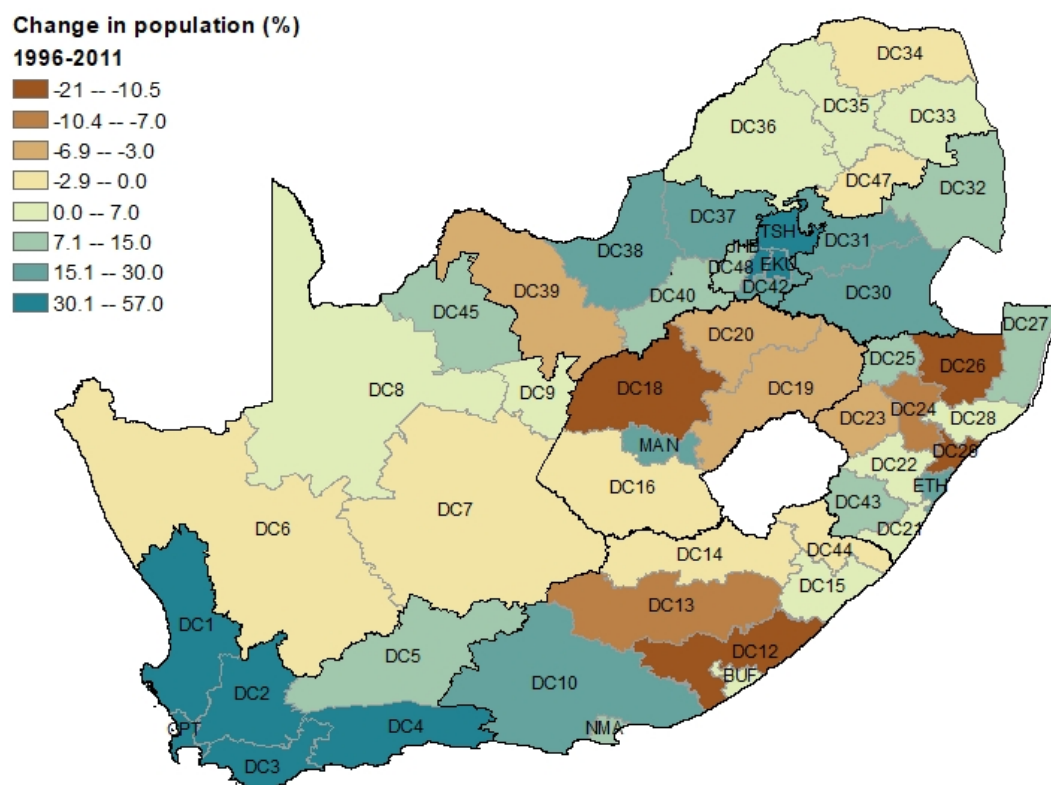 Change in population (%)
1996-2011
-21 -- -10.5
-10.4 -- -7.0
-6.9 -- -3.0
-2.9 -- 0.0
0.0 -- 7.0
7.1 -- 15.0
15.1 -- 30.0
30.1 -- 57.0
DC34
DC35
DC33
DC36
DC47
DC32
DC37
TSH
DC31
DC38
JHB
EKU
DC48
DC42
DC30
DC39
DC40
DC45
DC27
DC20
DC25
DC26
DC8
DC9
DC18
DC19
DC24
DC23
DC28
MAN
DC29
DC22
ETH
DC16
DC43
DC7
DC6
DC21
DC14
DC44
DC15
DC13
DC1
DC5
DC12
BUF
DC2
DC10
CPT
DC4
NMA
DC3